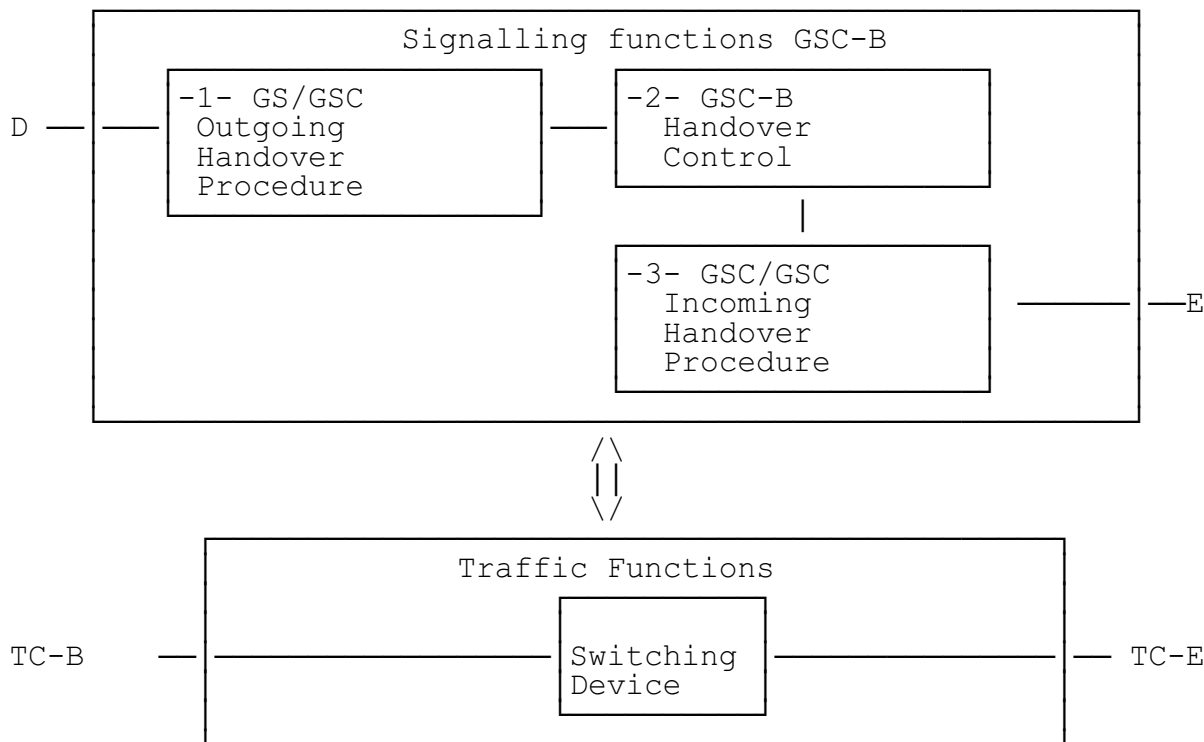 Signalling functions GSC-B
-1- GS/GSC
Outgoing
Handover
Procedure
-2- GSC-B
Handover
Control
D
-3- GSC/GSC
Incoming
Handover
Procedure
E
Traffic Functions
TC-B
Switching
Device
TC-E